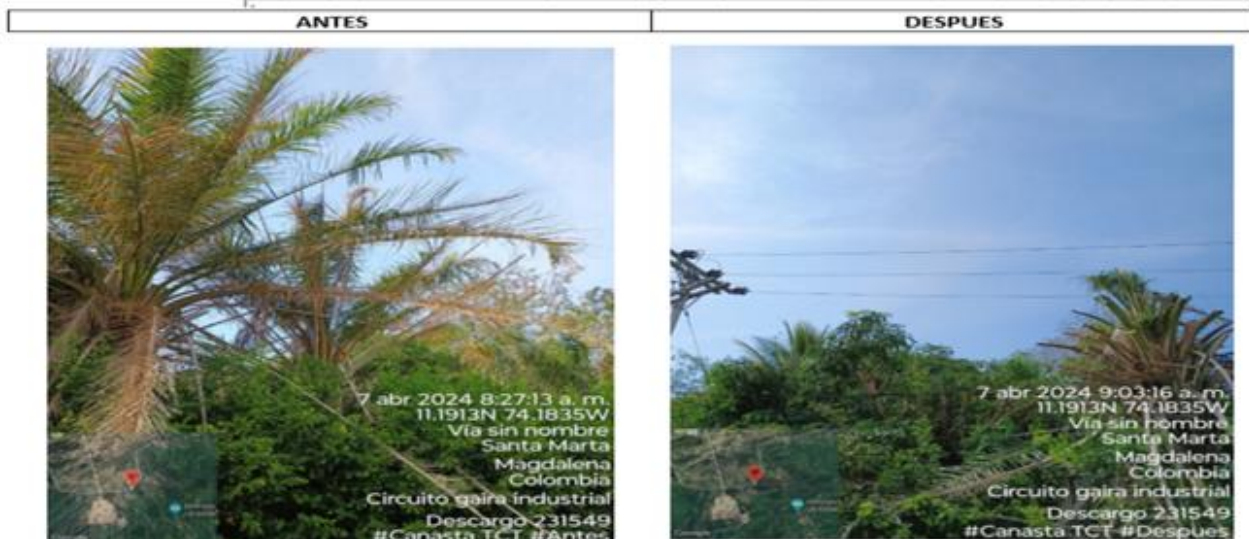 ANTES
DESPUES
7 abr 2024 8:27:13 a. m.
11.1913N 74.1835W
Vía sin nombre
Santa Marta
Magdalena
Colombia
Circuito gaira industrial
Descargo 231549
#Canasta TCT #Antes
7 abr 2024 9:03:16 a. m.
11.1913N 74.1835W
Vía sin nombre
Santa Marta
Magdalena
Colombia
Circuito gaira industrial
Descargo 231549
#Canasta TCT #Despues